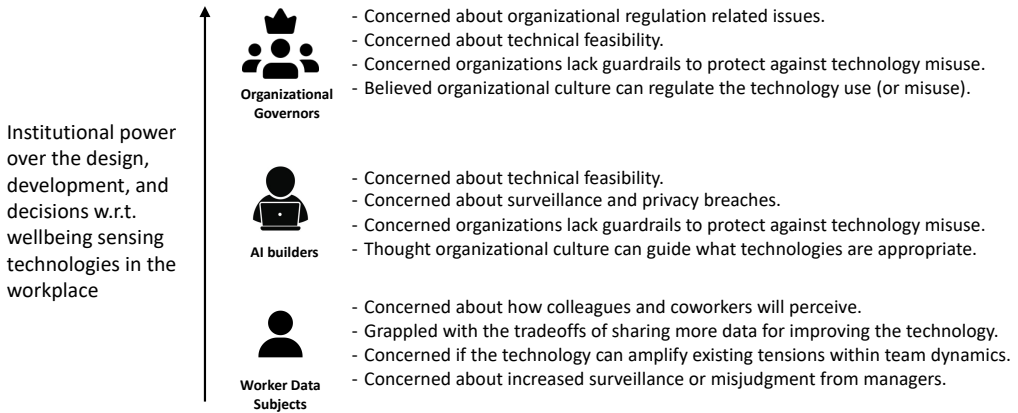 Institutional power
over the design,
development, and
decisions w.r.t.
wellbeing sensing
technologies in the
workplace
Organizational
Governors
- Concerned about organizational regulation related issues.
- Concerned about technical feasibility.
- Concerned organizations lack guardrails to protect against technology misuse.
- Believed organizational culture can regulate the technology use (or misuse).
AI builders
- Concerned about technical feasibility.
- Concerned about surveillance and privacy breaches.
- Concerned organizations lack guardrails to protect against technology misuse.
- Thought organizational culture can guide what technologies are appropriate.
Worker Data
Subjects
- Concerned about how colleagues and coworkers will perceive.
- Grappled with the tradeoffs of sharing more data for improving the technology.
- Concerned if the technology can amplify existing tensions within team dynamics.
- Concerned about increased surveillance or misjudgment from managers.